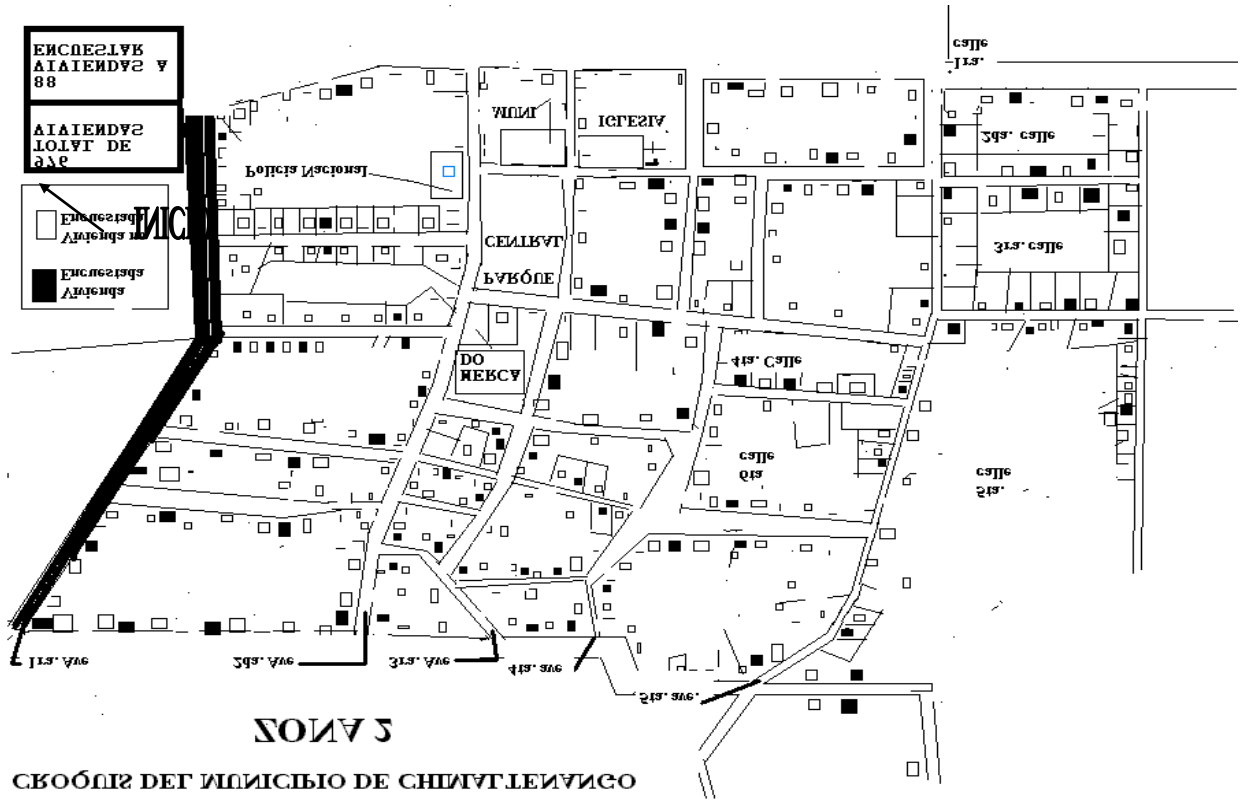 CROQUIS DEL MUNICIPIO DE CHIMALTENANGO
ZONA 2
5ta. ave.
1ra. Ave
2da. Ave
3ra. Ave
4ta. ave
5ta.
calle
6ta
calle
MERCA
DO
4ta. Calle
Vivienda
Encuestada
Vivienda no
Encuestada
INICI
PARQUE
CENTRAL
3ra. calle
Policia Nacional
976
TOTAL DE
VIVIENDAS
2da. calle
MUNI
IGLESIA
88
VIVIENDAS A
ENCUESTAR
1ra.
calle